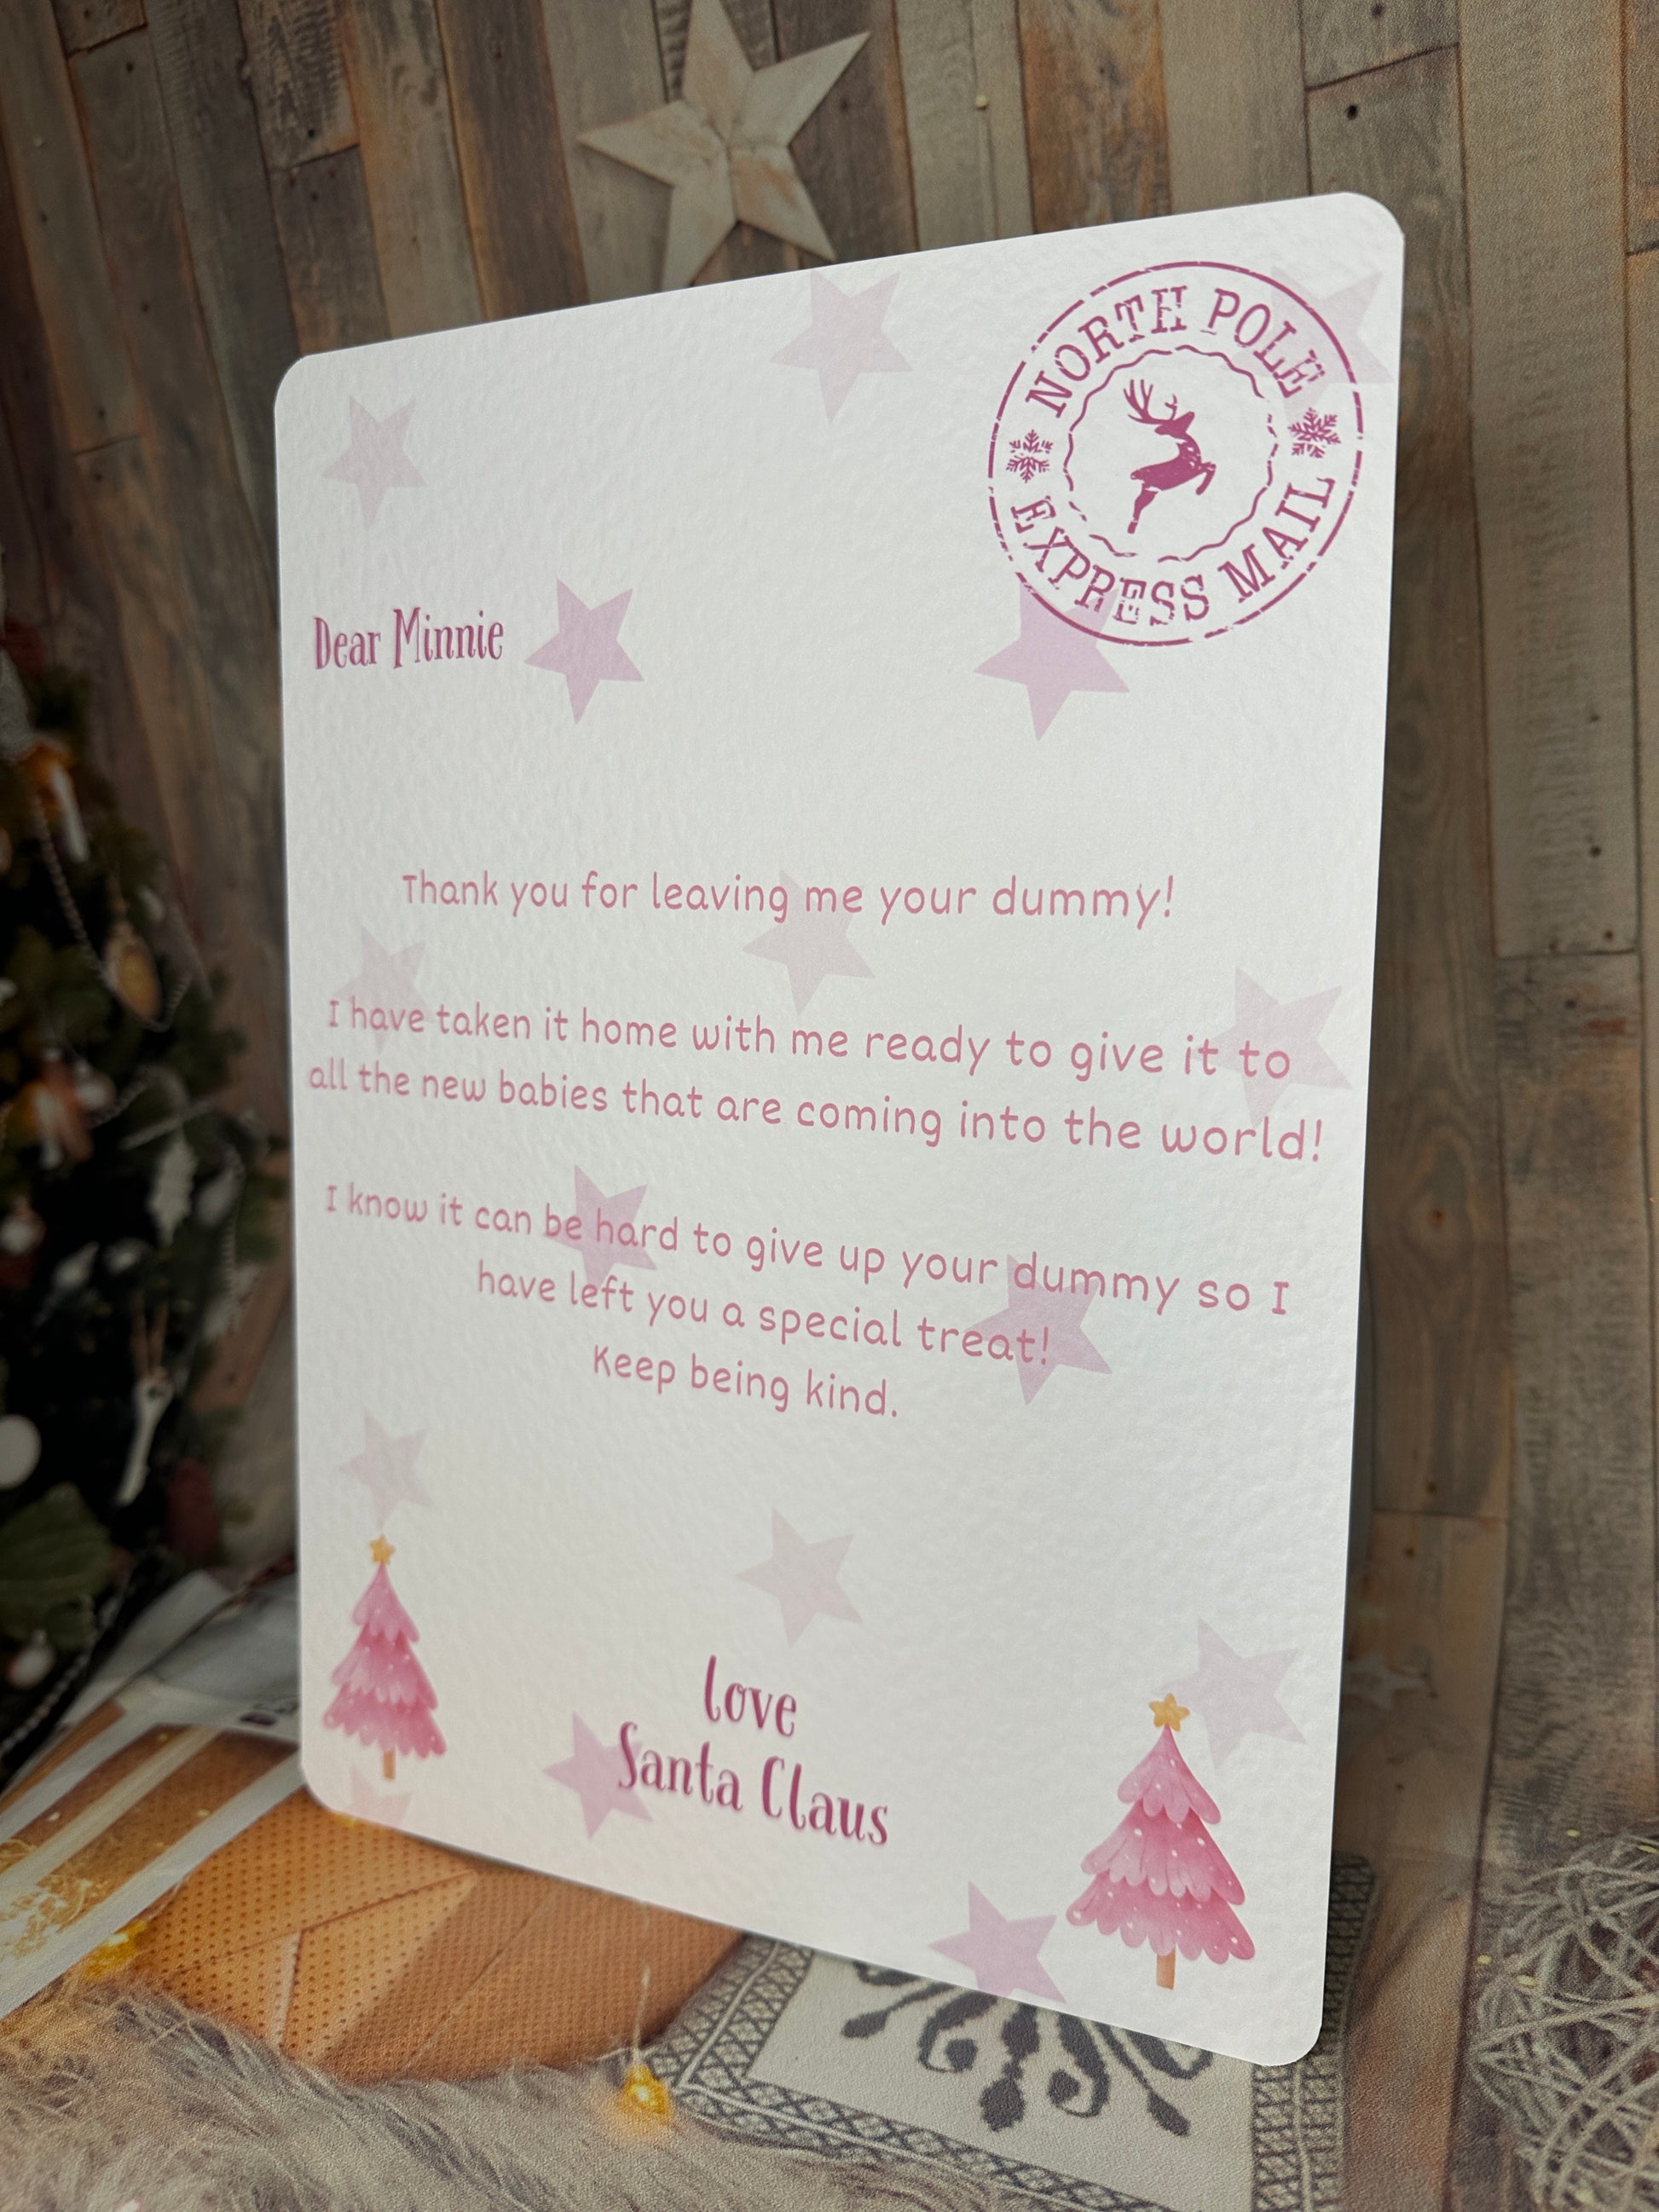 NORTH POLE
EXPRESS MAIL
Dear Minnie
Thank you for leaving me your dummy!
I have taken it home with me ready to give it to
all the new babies that are coming into the world!
I know it can be hard to give up your dummy so I
have left you a special treat!
Keep being kind.
love
Santa Claus